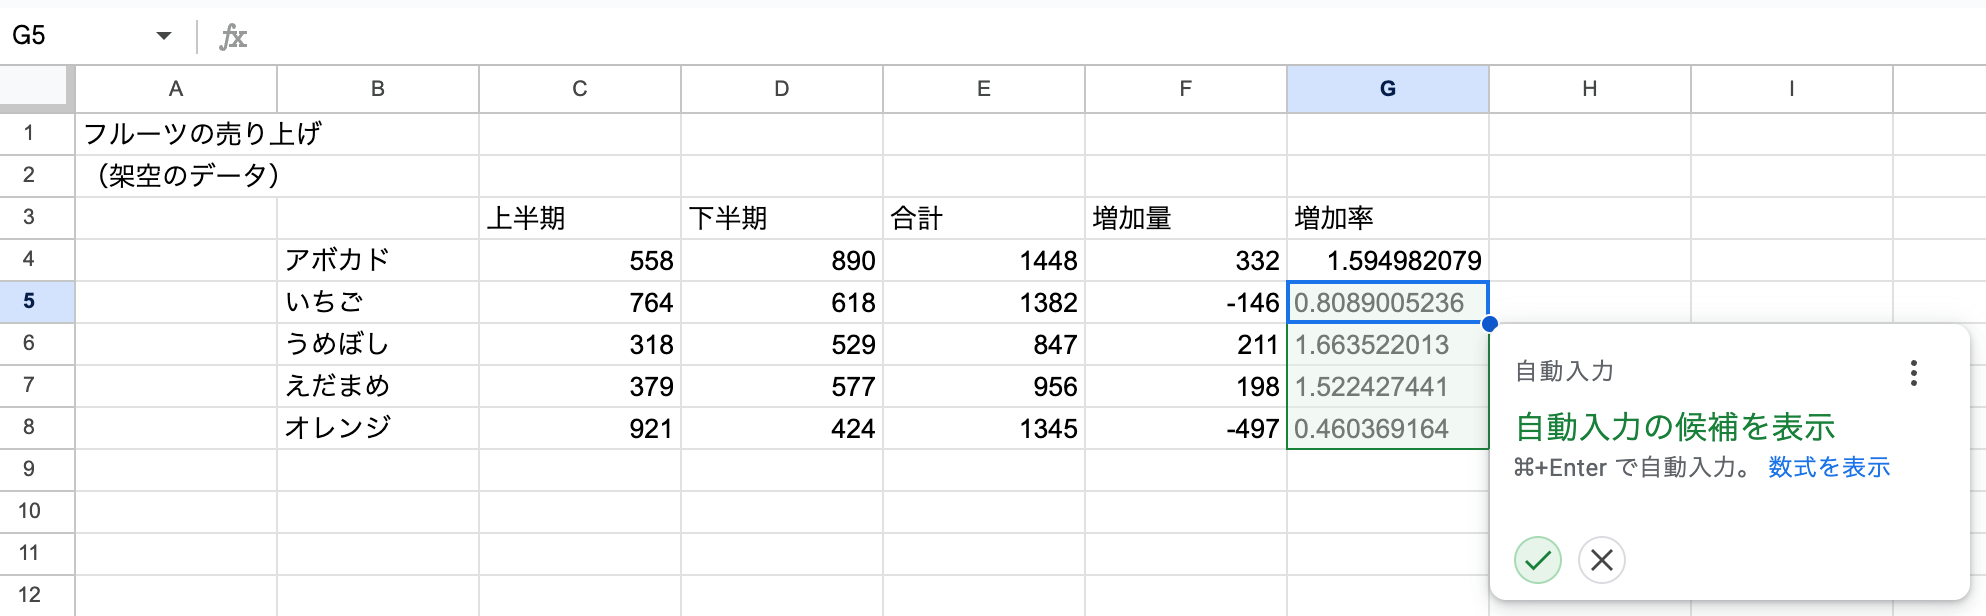 G5 fx
A B C D E F G H I
1 フルーツの売り上げ
2 （架空のデータ）
3 上半期 下半期 合計 増加量 増加率
4 アボカド 558 890 1448 332 1.594982079
5 いちご 764 618 1382 -146 0.8089005236
6 うめぼし 318 529 847 211 1.663522013
7 えだまめ 379 577 956 198 1.522427441
8 オレンジ 921 424 1345 -497 0.460369164
9
10
11
12
自動入力
自動入力の候補を表示
⌘+Enter で自動入力。 数式を表示